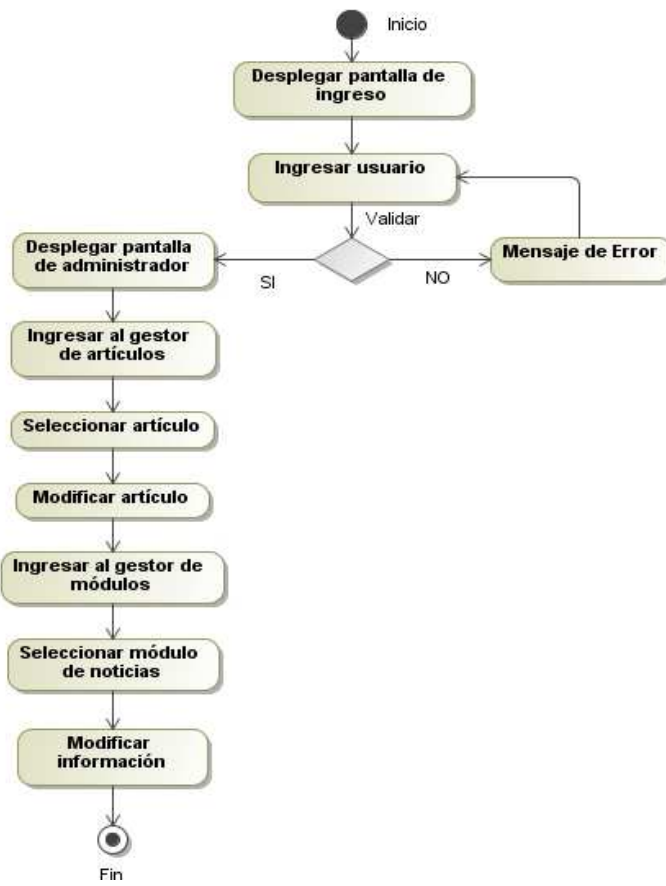 Inicio
Desplegar pantalla de
ingreso
Ingresar usuario
Validar
SI
NO
Mensaje de Error
Desplegar pantalla
de administrador
Ingresar al gestor
de artículos
Seleccionar artículo
Modificar artículo
Ingresar al gestor de
módulos
Seleccionar módulo
de noticias
Modificar
información
Fin